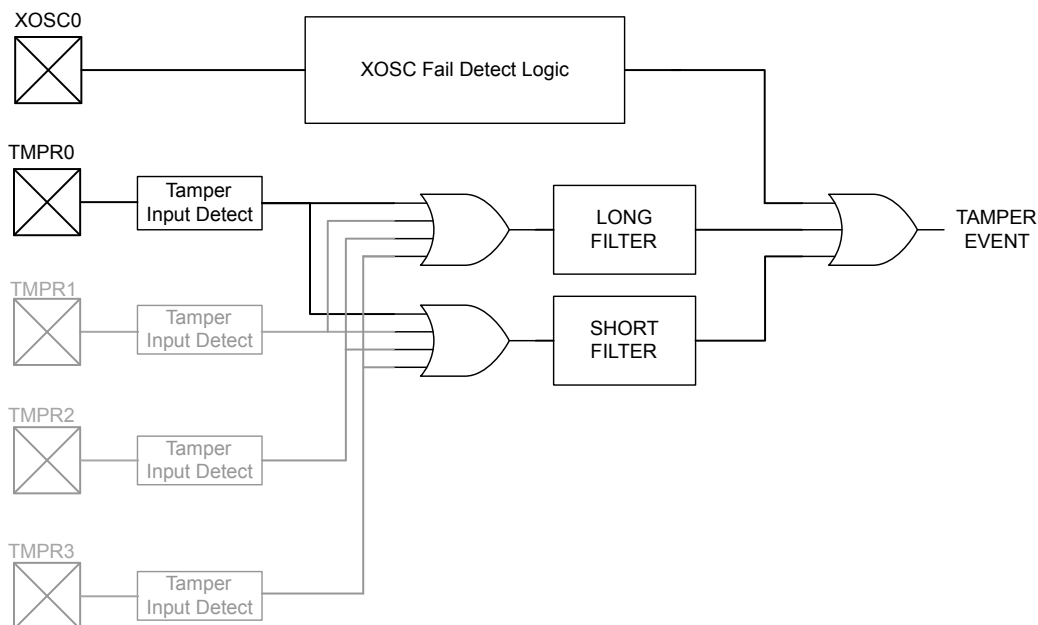 XOSC0
XOSC Fail Detect Logic
TMPR0
Tamper
Input Detect
LONG
FILTER
TAMPER
EVENT
TMPR1
Tamper
Input Detect
SHORT
FILTER
TMPR2
Tamper
Input Detect
TMPR3
Tamper
Input Detect